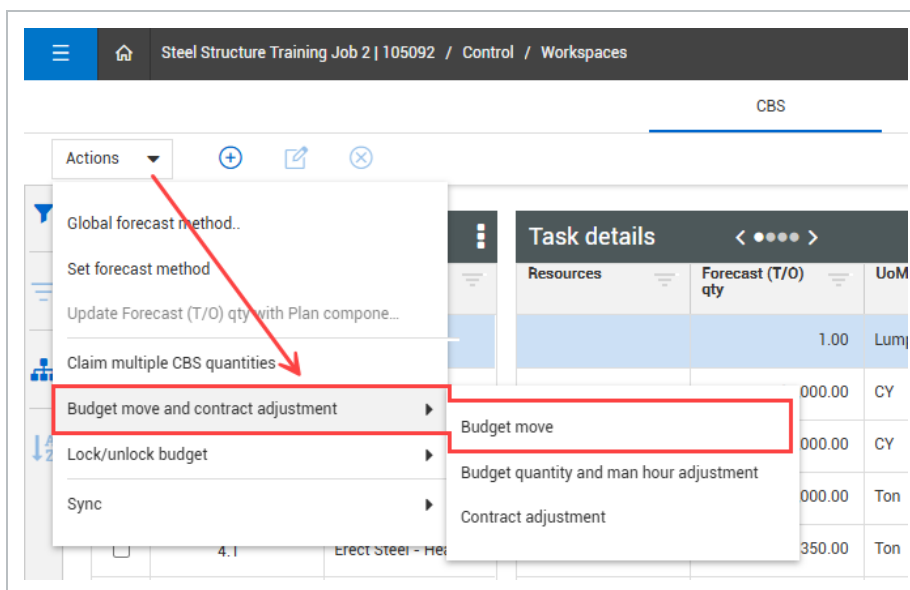 Steel Structure Training Job 2 | 105092 / Control / Workspaces
CBS
Actions
Global forecast method..
Set forecast method
Update Forecast (T/O) qty with Plan compone...
Claim multiple CBS quantities
Budget move and contract adjustment
Lock/unlock budget
Sync
Task details
Resources
Forecast (T/O)
qty
UoM
1.00
Lump
000.00
CY
000.00
CY
000.00
Ton
350.00
Ton
Budget move
Budget quantity and man hour adjustment
Contract adjustment
4.1
Erect Steel - Hea